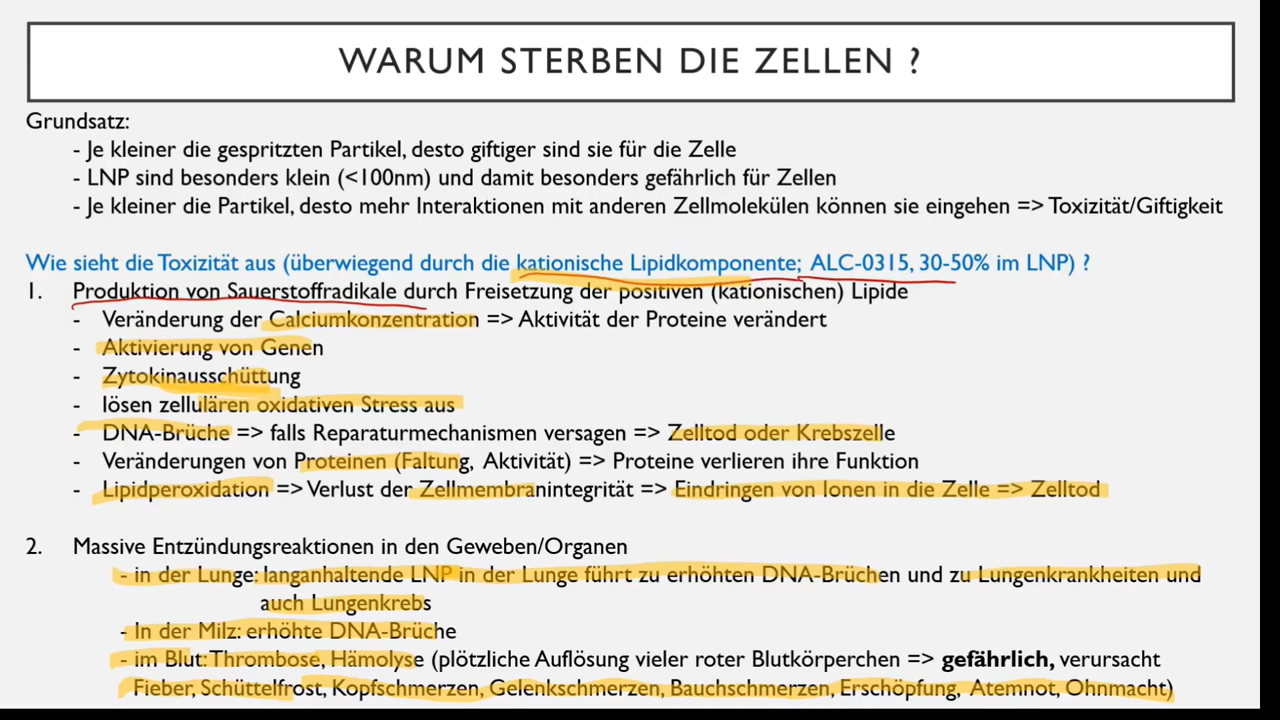 WARUM STERBEN DIE ZELLEN ?
Grundsatz:
- Je kleiner die gespritzten Partikel, desto giftiger sind sie für die Zelle
- LNP sind besonders klein (<100nm) und damit besonders gefährlich für Zellen
- Je kleiner die Partikel, desto mehr Interaktionen mit anderen Zellmolekülen können sie eingehen => Toxizität/Giftigkeit
Wie sieht die Toxizität aus (überwiegend durch die kationische Lipidkomponente; ALC-0315, 30-50% im LNP) ?
1. Produktion von Sauerstoffradikale durch Freisetzung der positiven (kationischen) Lipide
- Veränderung der Calciumkonzentration => Aktivität der Proteine verändert
- Aktivierung von Genen
- Zytokinausschüttung
- lösen zellulären oxidativen Stress aus
- DNA-Brüche => falls Reparaturmechanismen versagen => Zelltod oder Krebszelle
- Veränderungen von Proteinen (Faltung, Aktivität) => Proteine verlieren ihre Funktion
- Lipidperoxidation => Verlust der Zellmembranintegrität => Eindringen von Ionen in die Zelle => Zelltod
2. Massive Entzündungsreaktionen in den Geweben/Organen
- in der Lunge: langanhaltende LNP in der Lunge führt zu erhöhten DNA-Brüchen und zu Lungenkrankheiten und
auch Lungenkrebs
- In der Milz: erhöhte DNA-Brüche
- im Blut: Thrombose, Hämolyse (plötzliche Auflösung vieler roter Blutkörperchen => gefährlich, verursacht
Fieber, Schüttelfrost, Kopfschmerzen, Gelenkschmerzen, Bauchschmerzen, Erschöpfung, Atemnot, Ohnmacht)